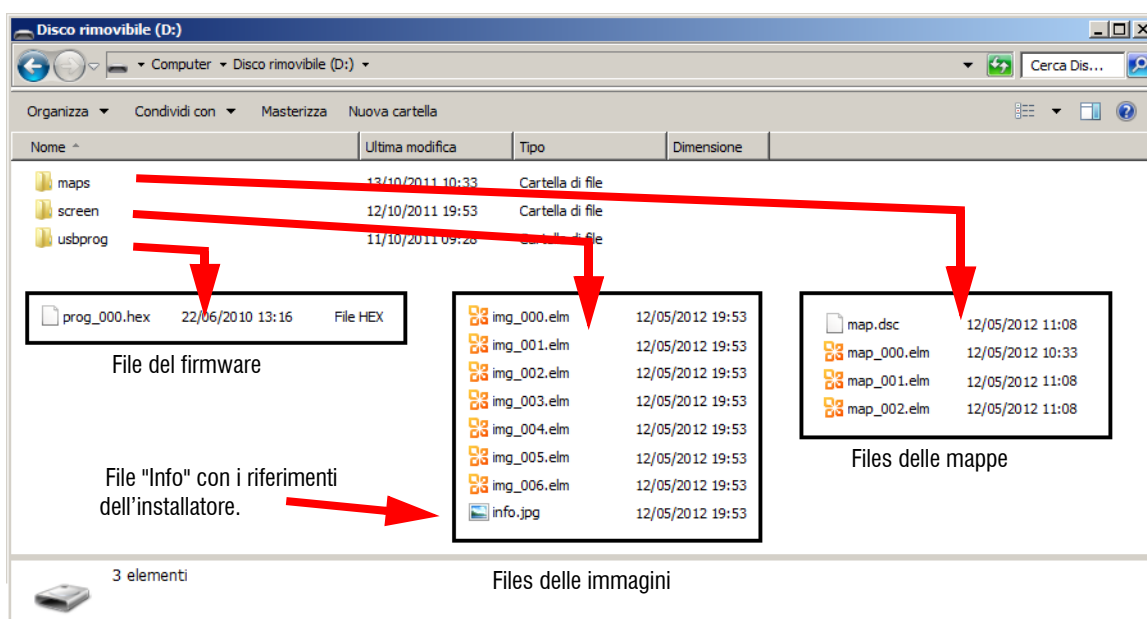 Disco rimovibile (D:)
Computer Disco rimovibile (D:)
Cerca Dis...
Organizza Condividi con Masterizza Nuova cartella
Nome Ultima modifica Tipo Dimensione
maps 13/10/2011 10:33 Cartella di file
screen 12/10/2011 19:53 Cartella di file
usbprog 11/10/2011 09:28 Cartella di file
prog_000.hex 22/06/2010 13:16 File HEX
File del firmware
img_000.elm 12/05/2012 19:53
img_001.elm 12/05/2012 19:53
img_002.elm 12/05/2012 19:53
img_003.elm 12/05/2012 19:53
img_004.elm 12/05/2012 19:53
img_005.elm 12/05/2012 19:53
img_006.elm 12/05/2012 19:53
info.jpg 12/05/2012 19:53
map.dsc 12/05/2012 11:08
map_000.elm 12/05/2012 10:33
map_001.elm 12/05/2012 11:08
map_002.elm 12/05/2012 11:08
Files delle mappe
File "Info" con i riferimenti
dell'installatore.
Files delle immagini
3 elementi